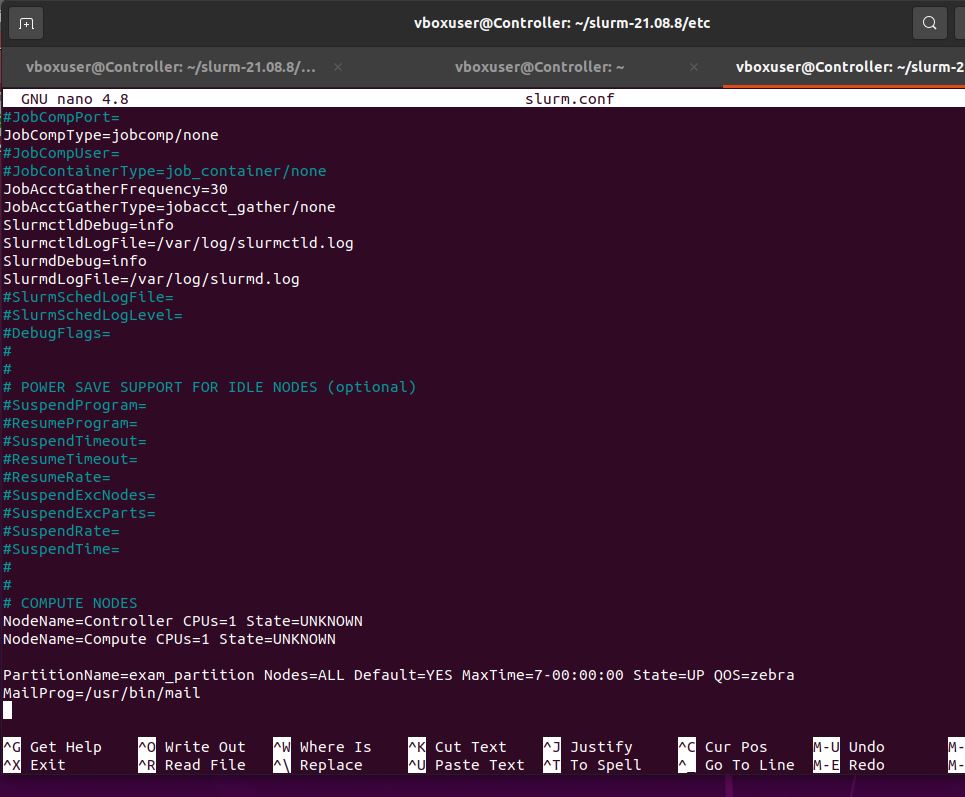 vboxuser@Controller: ~/slurm-21.08.8/etc
vboxuser@Controller: ~/slurm-21.08.8/... × vboxuser@Controller: ~ × vboxuser@Controller: ~/slurm-2
GNU nano 4.8 slurm.conf
#JobCompPort=
JobCompType=jobcomp/none
#JobCompUser=
#JobContainerType=job_container/none
JobAcctGatherFrequency=30
JobAcctGatherType=jobacct_gather/none
SlurmctldDebug=info
SlurmctldLogFile=/var/log/slurmctld.log
SlurmdDebug=info
SlurmdLogFile=/var/log/slurmd.log
#SlurmSchedLogFile=
#SlurmSchedLogLevel=
#DebugFlags=
#
#
# POWER SAVE SUPPORT FOR IDLE NODES (optional)
#SuspendProgram=
#ResumeProgram=
#SuspendTimeout=
#ResumeTimeout=
#ResumeRate=
#SuspendExcNodes=
#SuspendExcParts=
#SuspendRate=
#SuspendTime=
#
#
# COMPUTE NODES
NodeName=Controller CPUs=1 State=UNKNOWN
NodeName=Compute CPUs=1 State=UNKNOWN
PartitionName=exam_partition Nodes=ALL Default=YES MaxTime=7-00:00:00 State=UP QOS=zebra
MailProg=/usr/bin/mail
^G Get Help ^O Write Out ^W Where Is ^K Cut Text ^J Justify ^C Cur Pos M-U Undo M-
^X Exit ^R Read File ^\ Replace ^U Paste Text ^T To Spell ^_ Go To Line M-E Redo M-